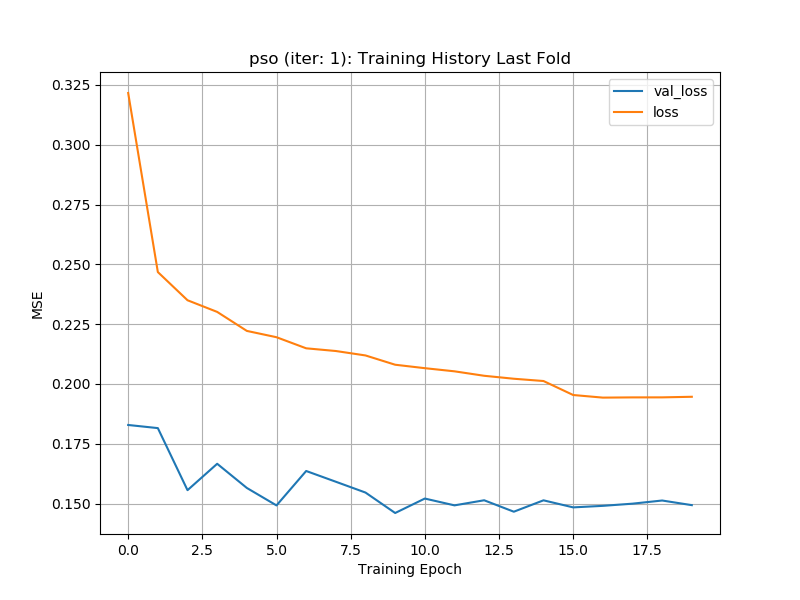 pso (iter: 1): Training History Last Fold
val_loss
loss
MSE
0.325
0.300
0.275
0.250
0.225
0.200
0.175
0.150
0.0 2.5 5.0 7.5 10.0 12.5 15.0 17.5
Training Epoch